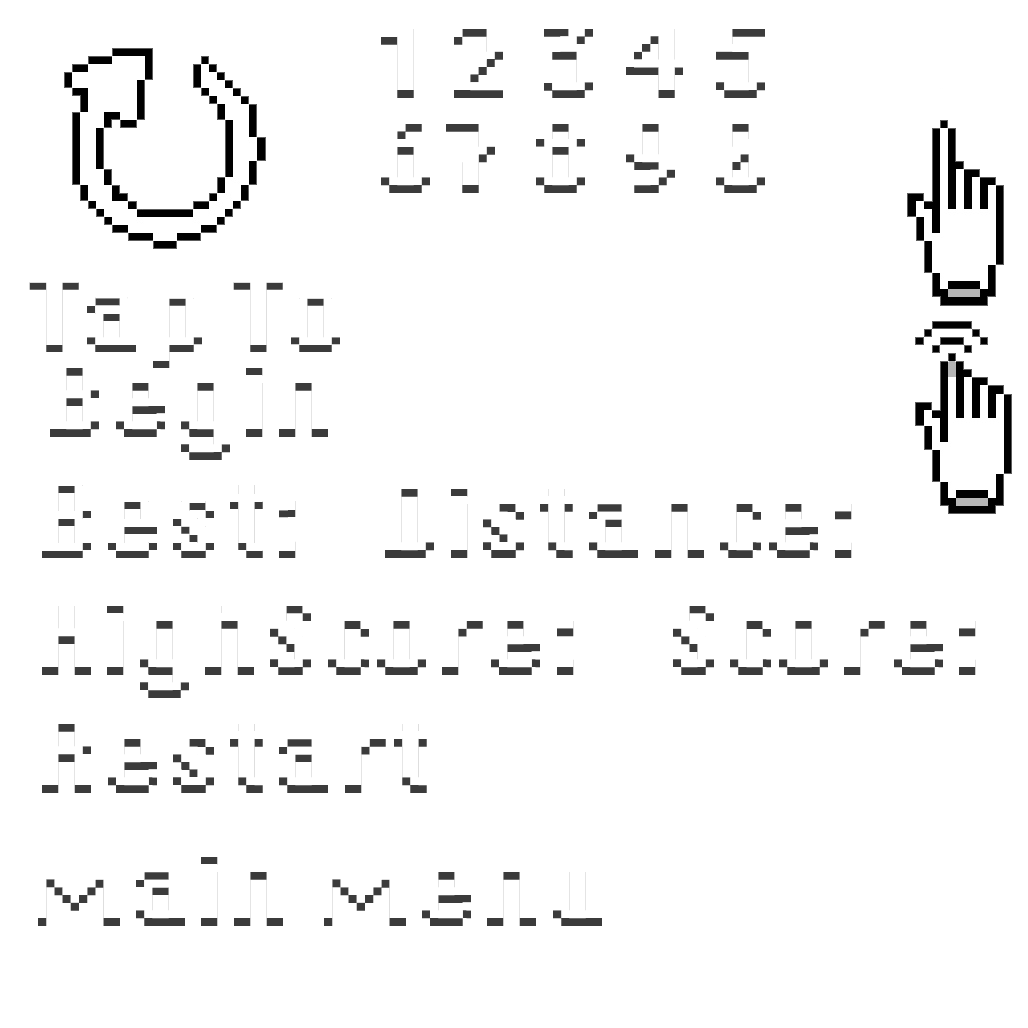 1 2 3 4 5
6 7 8 9 0
Tap To
Begin
Best: Distance:
HighScore: Score:
Restart
Main Menu